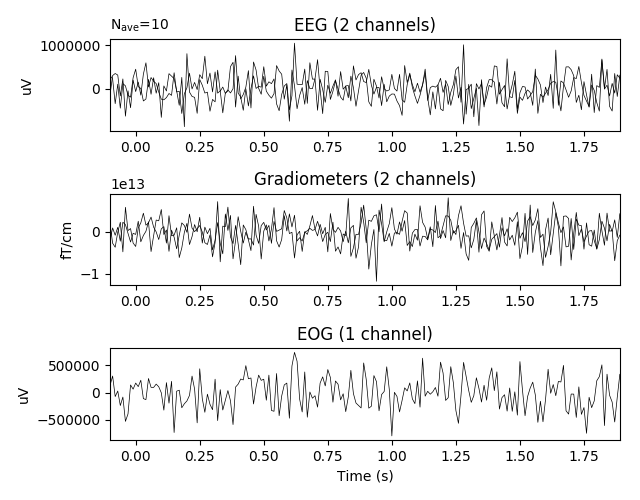 N_ave=10
EEG (2 channels)
1000000
0
uV
0.00 0.25 0.50 0.75 1.00 1.25 1.50 1.75
1e13
Gradiometers (2 channels)
0
−1
fT/cm
0.00 0.25 0.50 0.75 1.00 1.25 1.50 1.75
EOG (1 channel)
500000
0
−500000
uV
0.00 0.25 0.50 0.75 1.00 1.25 1.50 1.75
Time (s)